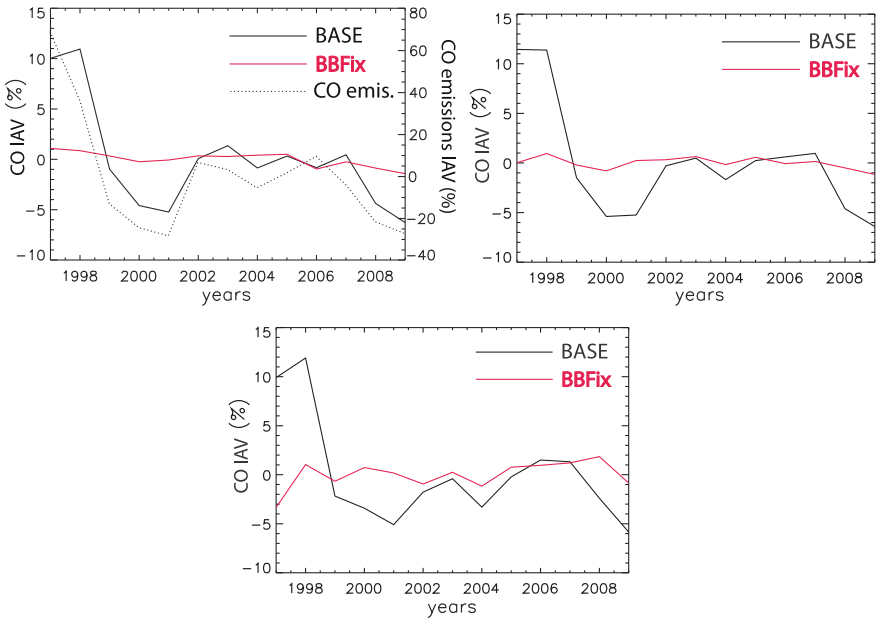 15
10
5
0
−5
−10
CO IAV (%)
BASE
BBFix
CO emis.
80
60
40
20
0
−20
−40
CO emissions IAV (%)
1998 2000 2002 2004 2006 2008
years
15
10
5
0
−5
−10
CO IAV (%)
BASE
BBFix
1998 2000 2002 2004 2006 2008
years
15
10
5
0
−5
−10
CO IAV (%)
BASE
BBFix
1998 2000 2002 2004 2006 2008
years